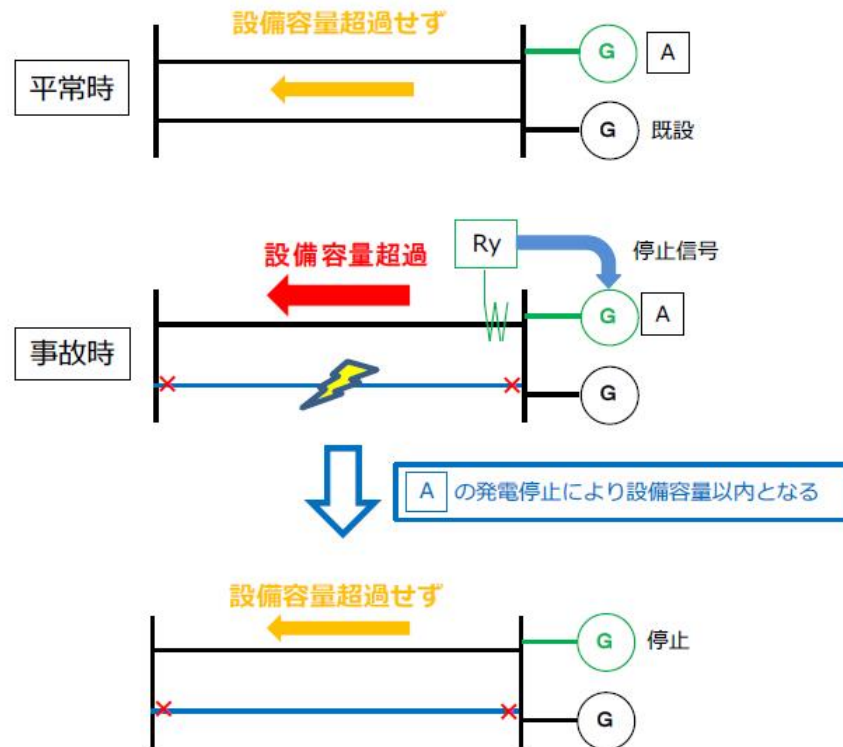 設備容量超過せず
平常時
G
A
G
既設
Ry
停止信号
設備容量超過
G
A
事故時
G
A の発電停止により設備容量以内となる
設備容量超過せず
G
停止
G